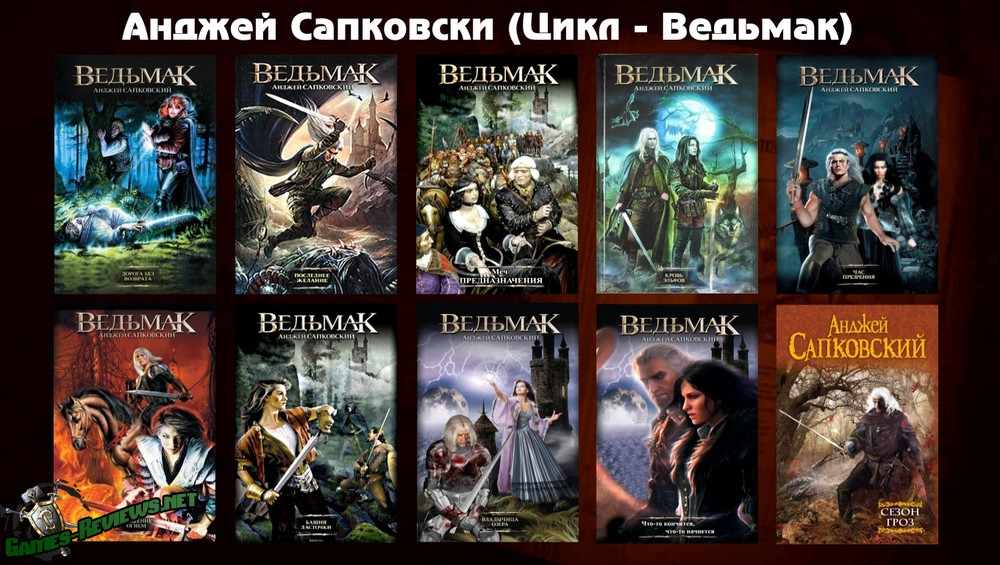 Анджей Сапковски (Цикл - Ведьмак)
Ведьмак
Анджей Сапковский
Дорога без
возврата
Ведьмак
Анджей Сапковский
Последнее
желание
Ведьмак
Анджей Сапковский
Меч
Предназначения
Ведьмак
Анджей Сапковский
Кровь
эльфов
Ведьмак
Анджей Сапковский
Час
презрения
Ведьмак
Анджей Сапковский
огнем
Ведьмак
Анджей Сапковский
Башня
ласточки
Ведьмак
Анджей Сапковский
Владычица
озера
Ведьмак
Анджей Сапковский
Что-то кончится,
что-то начнется
Анджей
Сапковский
Сезон
гроз
Games-Reviews.net